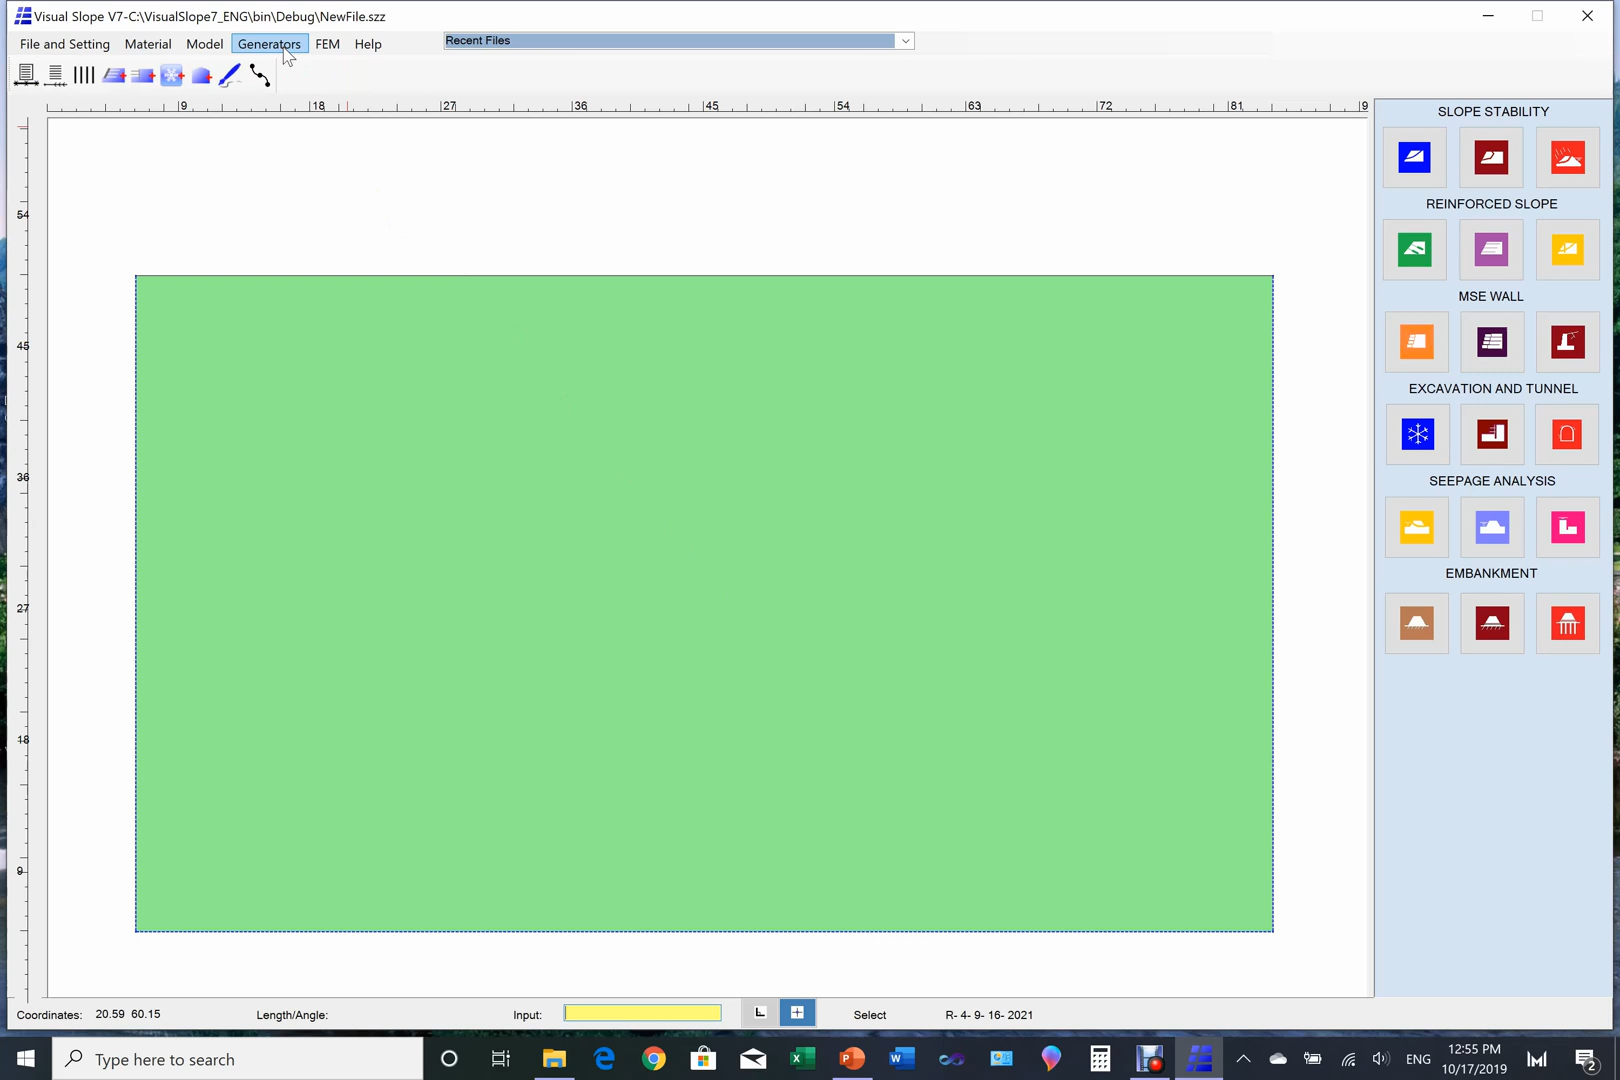 Visual Slope V7-C:\VisualSlope7_ENG\bin\Debug\NewFile.szz
File and Setting Material Model Generators FEM Help Recent Files
9 18 27 36 45 54 63 72 81 9
54
45
36
27
18
9
SLOPE STABILITY
REINFORCED SLOPE
MSE WALL
EXCAVATION AND TUNNEL
SEEPAGE ANALYSIS
EMBANKMENT
Coordinates: 20.59 60.15 Length/Angle: Input: Select R- 4- 9- 16- 2021
Type here to search
ENG
12:55 PM
10/17/2019
2